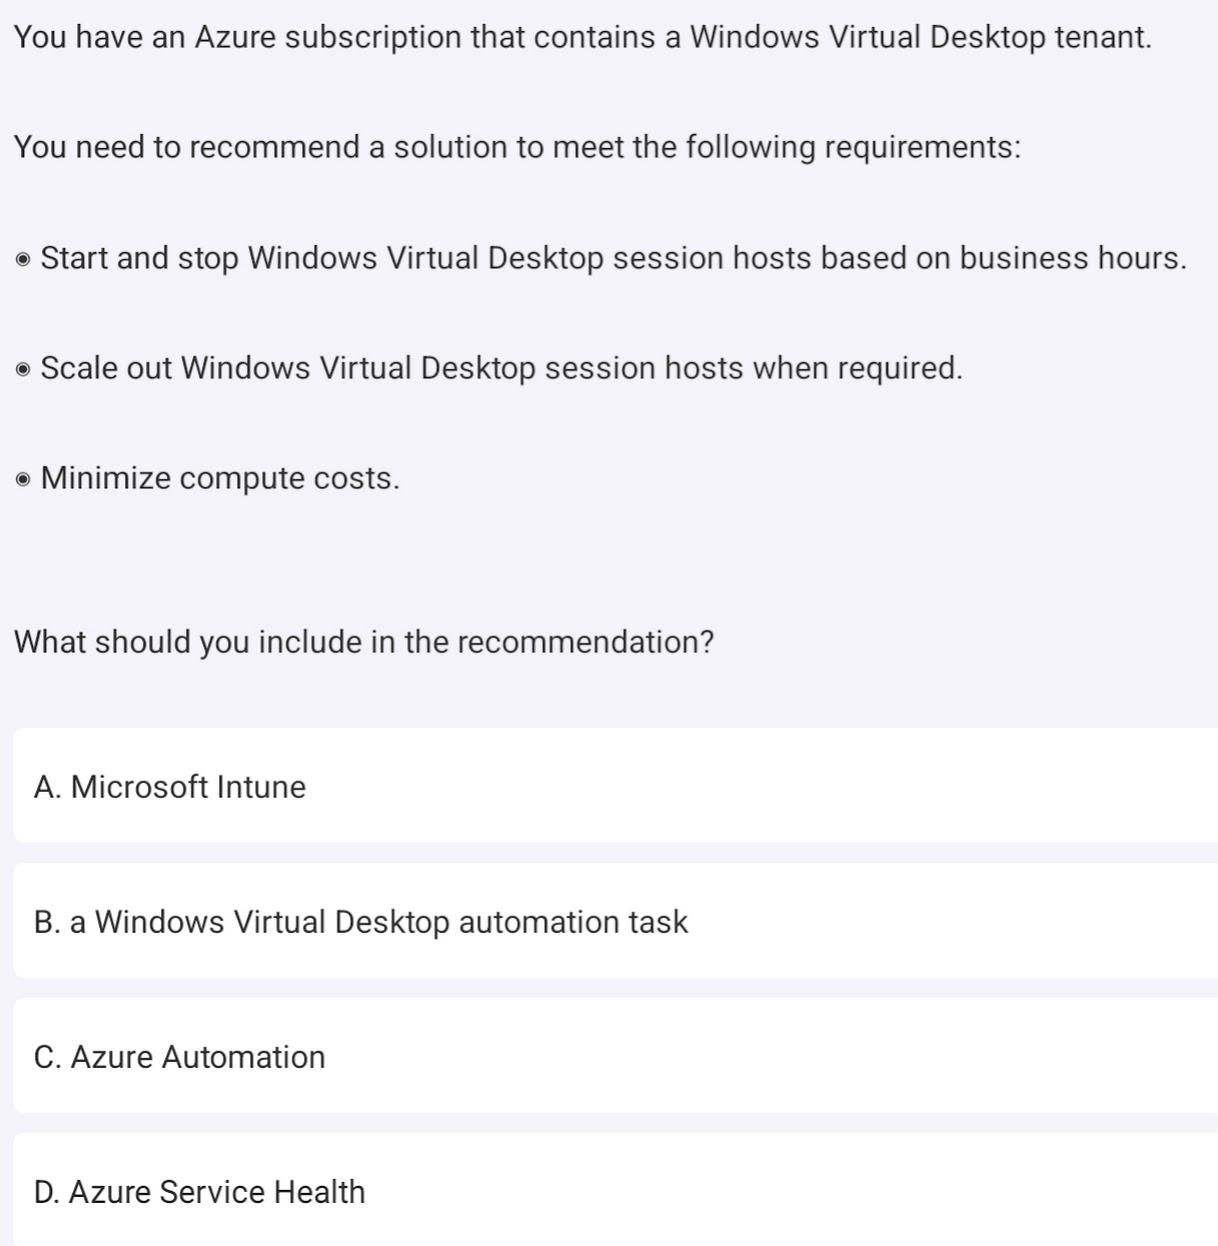 You have an Azure subscription that contains a Windows Virtual Desktop tenant.
You need to recommend a solution to meet the following requirements:
◉ Start and stop Windows Virtual Desktop session hosts based on business hours.
◉ Scale out Windows Virtual Desktop session hosts when required.
◉ Minimize compute costs.
What should you include in the recommendation?
A. Microsoft Intune
B. a Windows Virtual Desktop automation task
C. Azure Automation
D. Azure Service Health